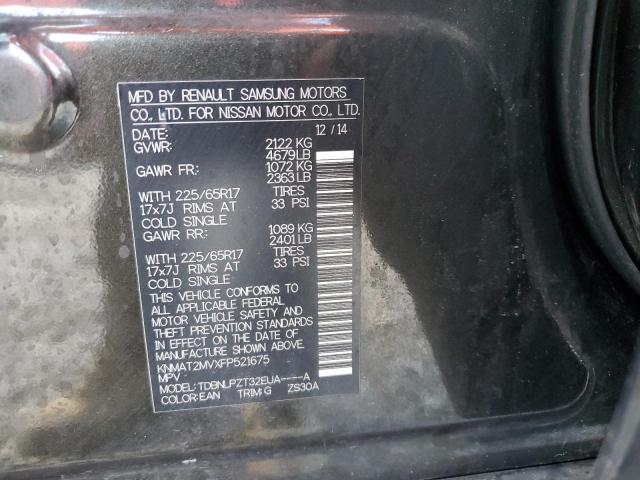 MFD BY RENAULT SAMSUNG MOTORS
CO., LTD. FOR NISSAN MOTOR CO., LTD.
DATE: 12 / 14
GVWR: 2122 KG
4679 LB
GAWR FR: 1072 KG
2363 LB
WITH 225/65R17 TIRES
17x7J RIMS AT 33 PSI
COLD SINGLE
GAWR RR: 1089 KG
2401 LB
WITH 225/65R17 TIRES
17x7J RIMS AT 33 PSI
COLD SINGLE
THIS VEHICLE CONFORMS TO
ALL APPLICABLE FEDERAL
MOTOR VEHICLE SAFETY AND
THEFT PREVENTION STANDARDS
IN EFFECT ON THE DATE OF
MANUFACTURE SHOWN ABOVE.
KNMAT2MVXFP521675
MPV
MODEL: TDBNLPZT32EUA----A
COLOR: EAN TRIM: G ZS30A